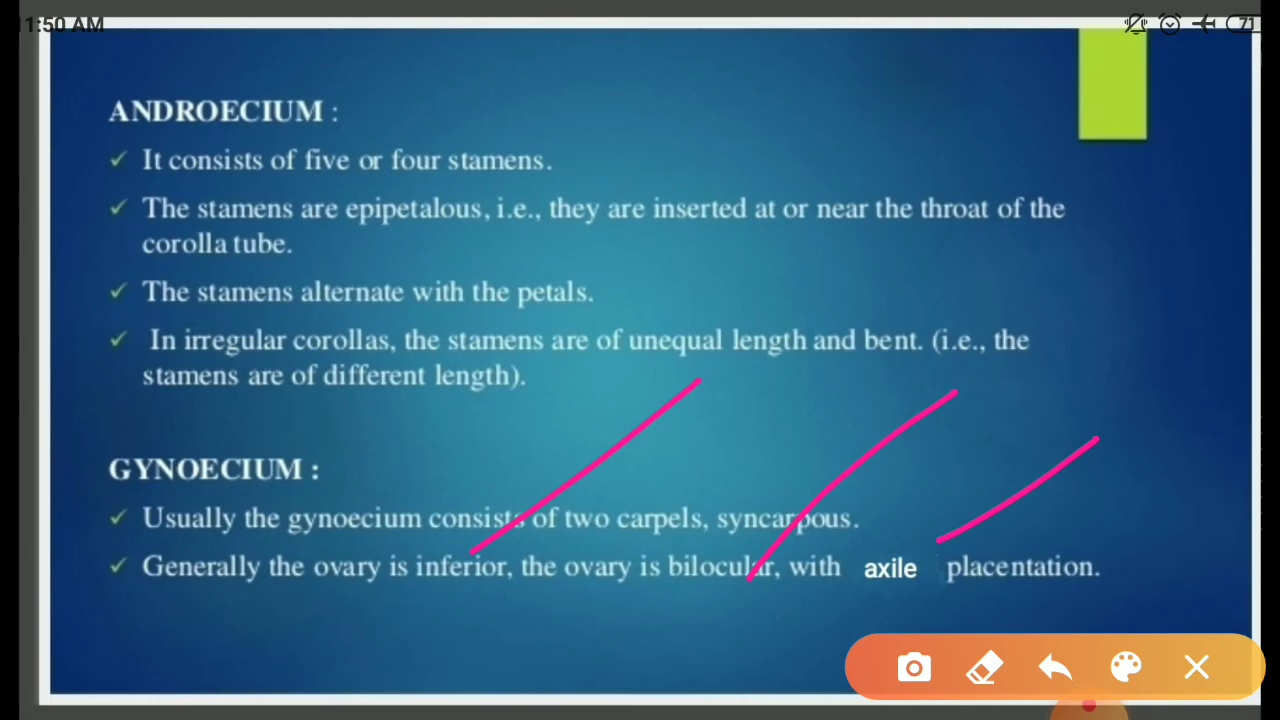 11:50 AM
71
ANDROECIUM :
✓ It consists of five or four stamens.
✓ The stamens are epipetalous, i.e., they are inserted at or near the throat of the
corolla tube.
✓ The stamens alternate with the petals.
✓ In irregular corollas, the stamens are of unequal length and bent. (i.e., the
stamens are of different length).
GYNOECIUM :
✓ Usually the gynoecium consists of two carpels, syncarpous.
✓ Generally the ovary is inferior, the ovary is bilocular, with axile placentation.